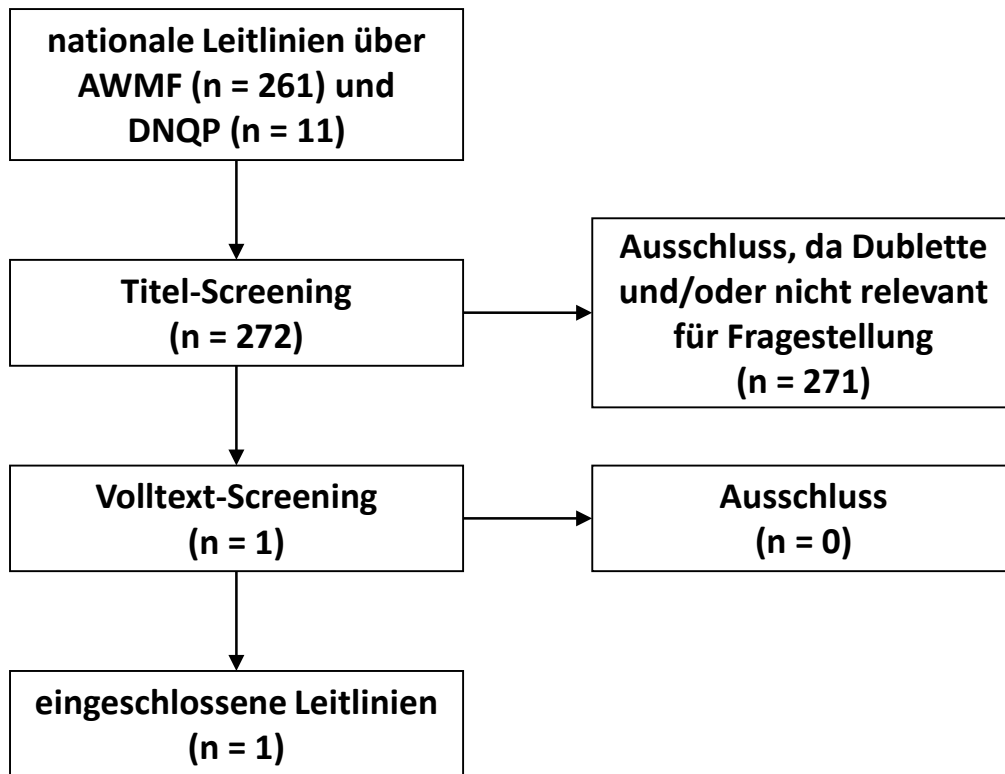 nationale Leitlinien über
AWMF (n = 261) und
DNQP (n = 11)
Titel-Screening
(n = 272)
Ausschluss, da Dublette
und/oder nicht relevant
für Fragestellung
(n = 271)
Volltext-Screening
(n = 1)
Ausschluss
(n = 0)
eingeschlossene Leitlinien
(n = 1)